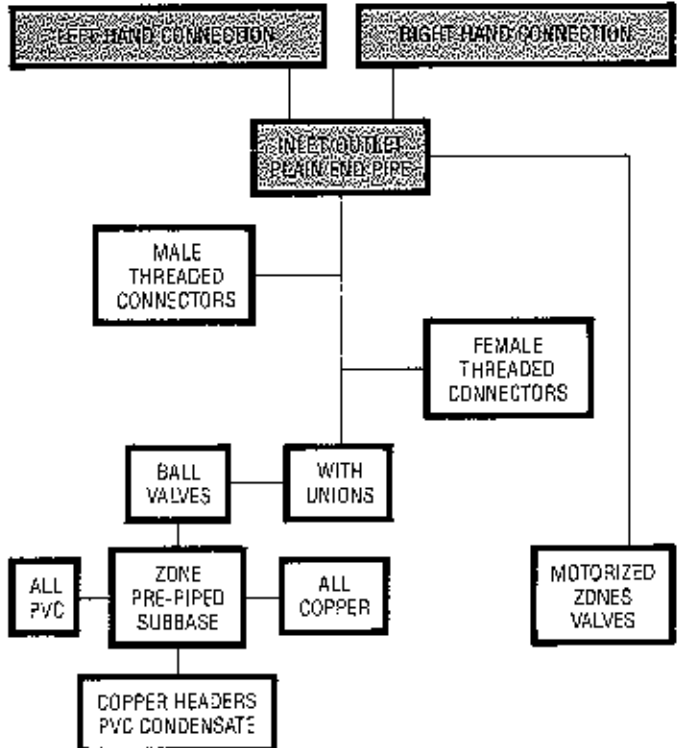 LEFT HAND CONNECTION
RIGHT HAND CONNECTION
INLET/OUTLET
PLAIN END PIPE
MALE
THREADED
CONNECTORS
FEMALE
THREADED
CONNECTORS
BALL
VALVES
WITH
UNIONS
ALL
PVC
ZONE
PRE-PIPED
SUBBASE
ALL
COPPER
MOTORIZED
ZONES
VALVES
COPPER HEADERS
PVC CONDENSATE